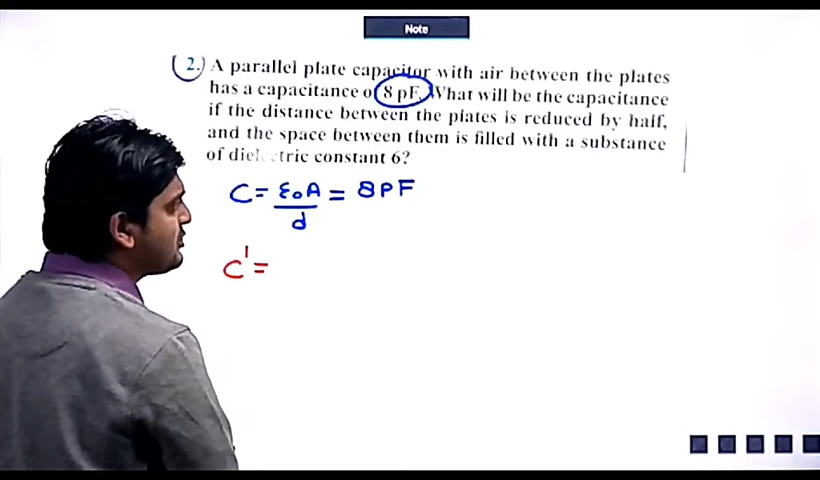 Note
2. A parallel plate capacitor with air between the plates
has a capacitance of 8 pF. What will be the capacitance
if the distance between the plates is reduced by half,
and the space between them is filled with a substance
of dielectric constant 6?
C = ε₀A / d = 8PF
C' =